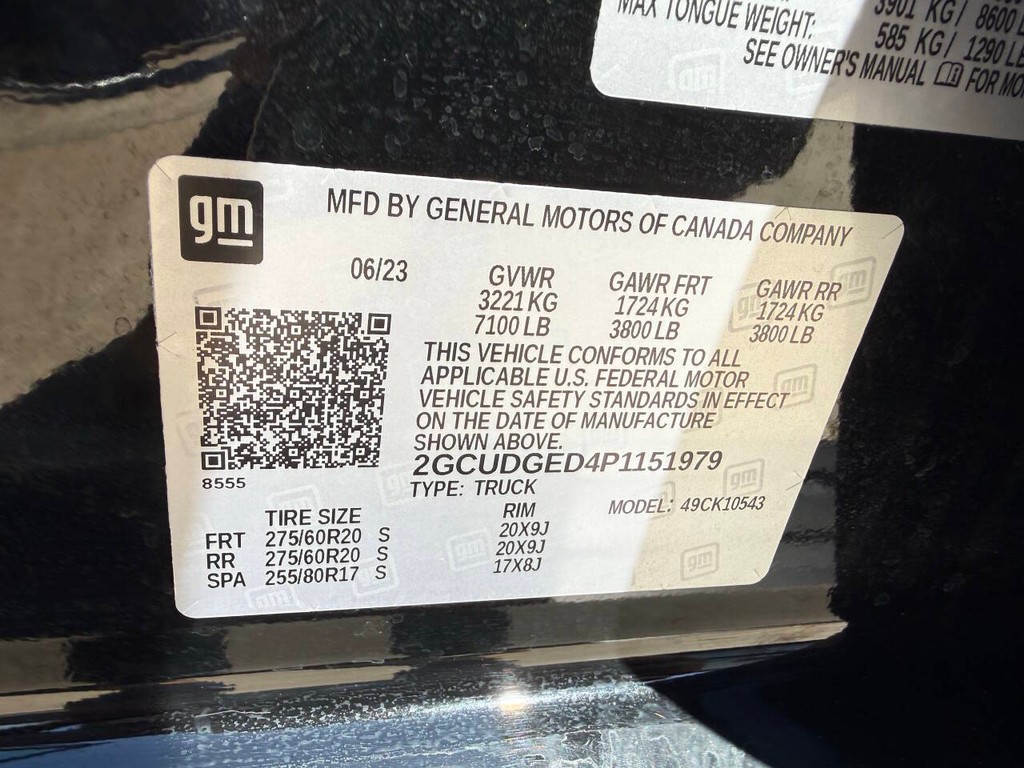 3901 KG/ 8600 L
MAX TONGUE WEIGHT:
585 KG/ 1290 LB
SEE OWNER'S MANUAL FOR MO
gm
MFD BY GENERAL MOTORS OF CANADA COMPANY
06/23
GVWR GAWR FRT GAWR RR
3221 KG 1724 KG 1724 KG
7100 LB 3800 LB 3800 LB
THIS VEHICLE CONFORMS TO ALL
APPLICABLE U.S. FEDERAL MOTOR
VEHICLE SAFETY STANDARDS IN EFFECT
ON THE DATE OF MANUFACTURE
SHOWN ABOVE.
2GCUDGED4P1151979
8555
TYPE: TRUCK
MODEL: 49CK10543
TIRE SIZE RIM
FRT 275/60R20 S 20X9J
RR 275/60R20 S 20X9J
SPA 255/80R17 S 17X8J